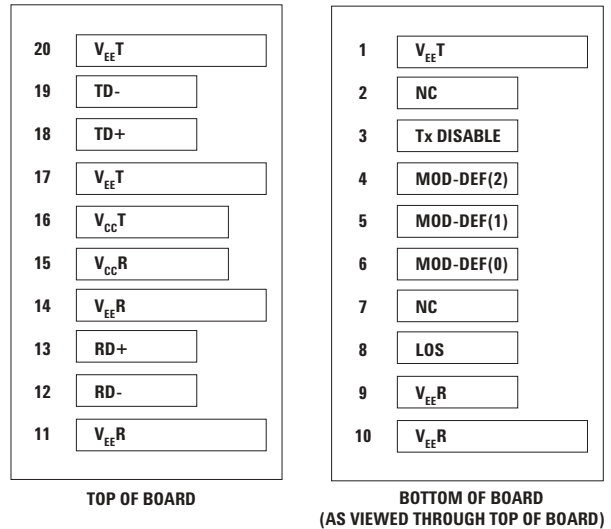 20 VEET
19 TD-
18 TD+
17 VEET
16 VCCT
15 VCCR
14 VEER
13 RD+
12 RD-
11 VEER
TOP OF BOARD
1 VEET
2 NC
3 Tx DISABLE
4 MOD-DEF(2)
5 MOD-DEF(1)
6 MOD-DEF(0)
7 NC
8 LOS
9 VEER
10 VEER
BOTTOM OF BOARD
(AS VIEWED THROUGH TOP OF BOARD)